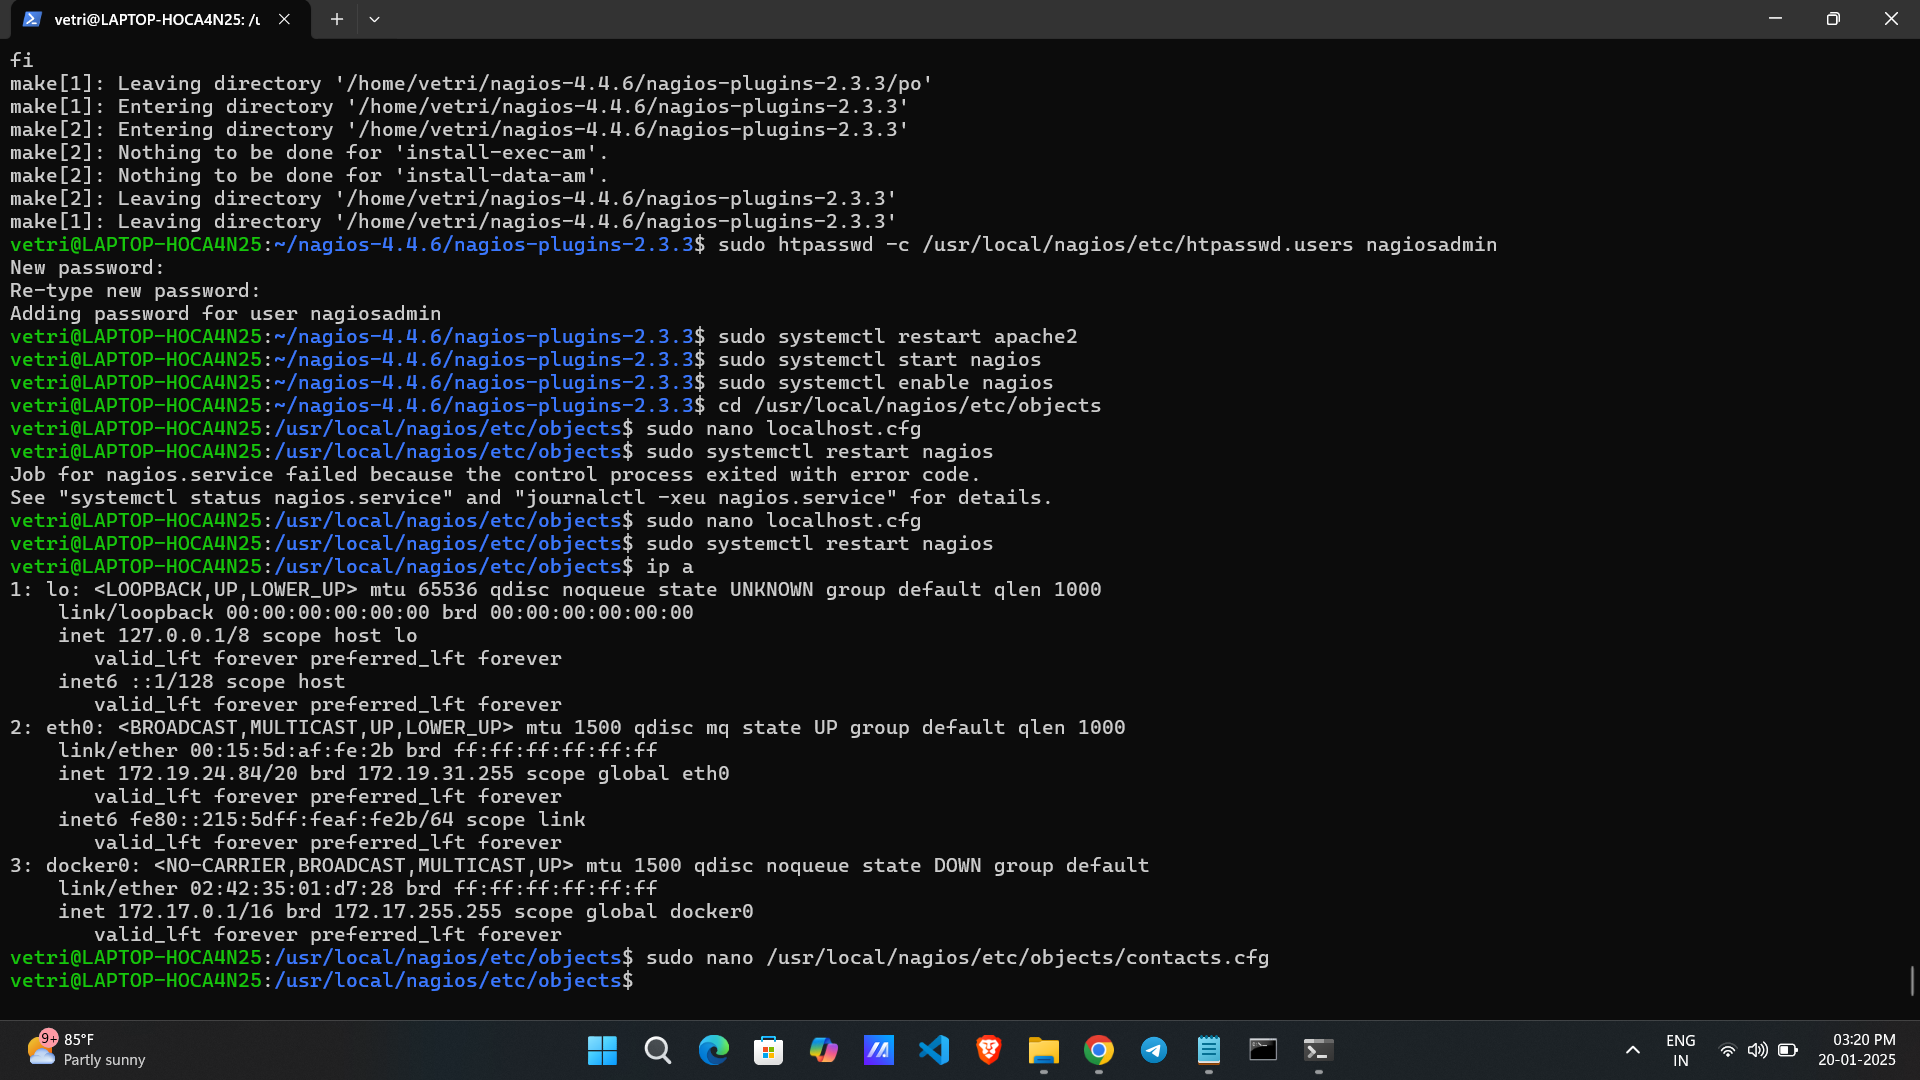 vetri@LAPTOP-HOCA4N25: /u
fi
make[1]: Leaving directory '/home/vetri/nagios-4.4.6/nagios-plugins-2.3.3/po'
make[1]: Entering directory '/home/vetri/nagios-4.4.6/nagios-plugins-2.3.3'
make[2]: Entering directory '/home/vetri/nagios-4.4.6/nagios-plugins-2.3.3'
make[2]: Nothing to be done for 'install-exec-am'.
make[2]: Nothing to be done for 'install-data-am'.
make[2]: Leaving directory '/home/vetri/nagios-4.4.6/nagios-plugins-2.3.3'
make[1]: Leaving directory '/home/vetri/nagios-4.4.6/nagios-plugins-2.3.3'
vetri@LAPTOP-HOCA4N25:~/nagios-4.4.6/nagios-plugins-2.3.3$ sudo htpasswd -c /usr/local/nagios/etc/htpasswd.users nagiosadmin
New password:
Re-type new password:
Adding password for user nagiosadmin
vetri@LAPTOP-HOCA4N25:~/nagios-4.4.6/nagios-plugins-2.3.3$ sudo systemctl restart apache2
vetri@LAPTOP-HOCA4N25:~/nagios-4.4.6/nagios-plugins-2.3.3$ sudo systemctl start nagios
vetri@LAPTOP-HOCA4N25:~/nagios-4.4.6/nagios-plugins-2.3.3$ sudo systemctl enable nagios
vetri@LAPTOP-HOCA4N25:~/nagios-4.4.6/nagios-plugins-2.3.3$ cd /usr/local/nagios/etc/objects
vetri@LAPTOP-HOCA4N25:/usr/local/nagios/etc/objects$ sudo nano localhost.cfg
vetri@LAPTOP-HOCA4N25:/usr/local/nagios/etc/objects$ sudo systemctl restart nagios
Job for nagios.service failed because the control process exited with error code.
See "systemctl status nagios.service" and "journalctl -xeu nagios.service" for details.
vetri@LAPTOP-HOCA4N25:/usr/local/nagios/etc/objects$ sudo nano localhost.cfg
vetri@LAPTOP-HOCA4N25:/usr/local/nagios/etc/objects$ sudo systemctl restart nagios
vetri@LAPTOP-HOCA4N25:/usr/local/nagios/etc/objects$ ip a
1: lo: <LOOPBACK,UP,LOWER_UP> mtu 65536 qdisc noqueue state UNKNOWN group default qlen 1000
    link/loopback 00:00:00:00:00:00 brd 00:00:00:00:00:00
    inet 127.0.0.1/8 scope host lo
       valid_lft forever preferred_lft forever
    inet6 ::1/128 scope host
       valid_lft forever preferred_lft forever
2: eth0: <BROADCAST,MULTICAST,UP,LOWER_UP> mtu 1500 qdisc mq state UP group default qlen 1000
    link/ether 00:15:5d:af:fe:2b brd ff:ff:ff:ff:ff:ff
    inet 172.19.24.84/20 brd 172.19.31.255 scope global eth0
       valid_lft forever preferred_lft forever
    inet6 fe80::215:5dff:feaf:fe2b/64 scope link
       valid_lft forever preferred_lft forever
3: docker0: <NO-CARRIER,BROADCAST,MULTICAST,UP> mtu 1500 qdisc noqueue state DOWN group default
    link/ether 02:42:35:01:d7:28 brd ff:ff:ff:ff:ff:ff
    inet 172.17.0.1/16 brd 172.17.255.255 scope global docker0
       valid_lft forever preferred_lft forever
vetri@LAPTOP-HOCA4N25:/usr/local/nagios/etc/objects$ sudo nano /usr/local/nagios/etc/objects/contacts.cfg
vetri@LAPTOP-HOCA4N25:/usr/local/nagios/etc/objects$
9+
85°F
Partly sunny
ENG
IN
03:20 PM
20-01-2025